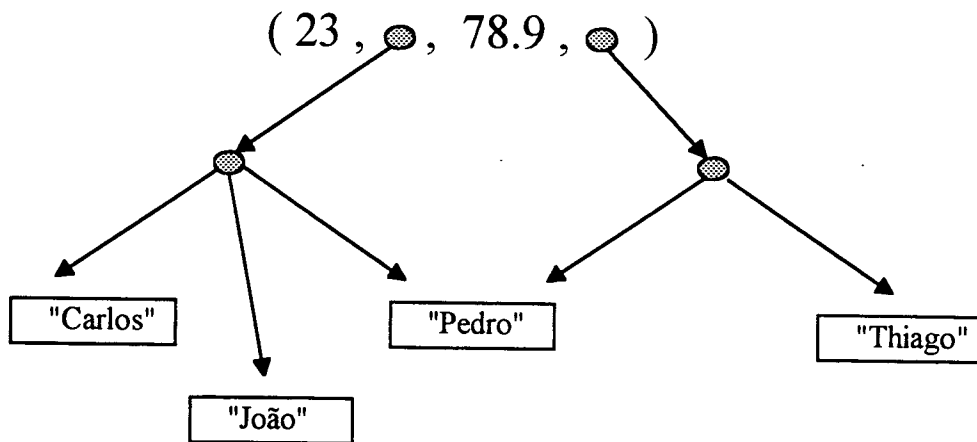 ( 23 , , 78.9 , )
"Carlos"
"Pedro"
"Thiago"
"João"